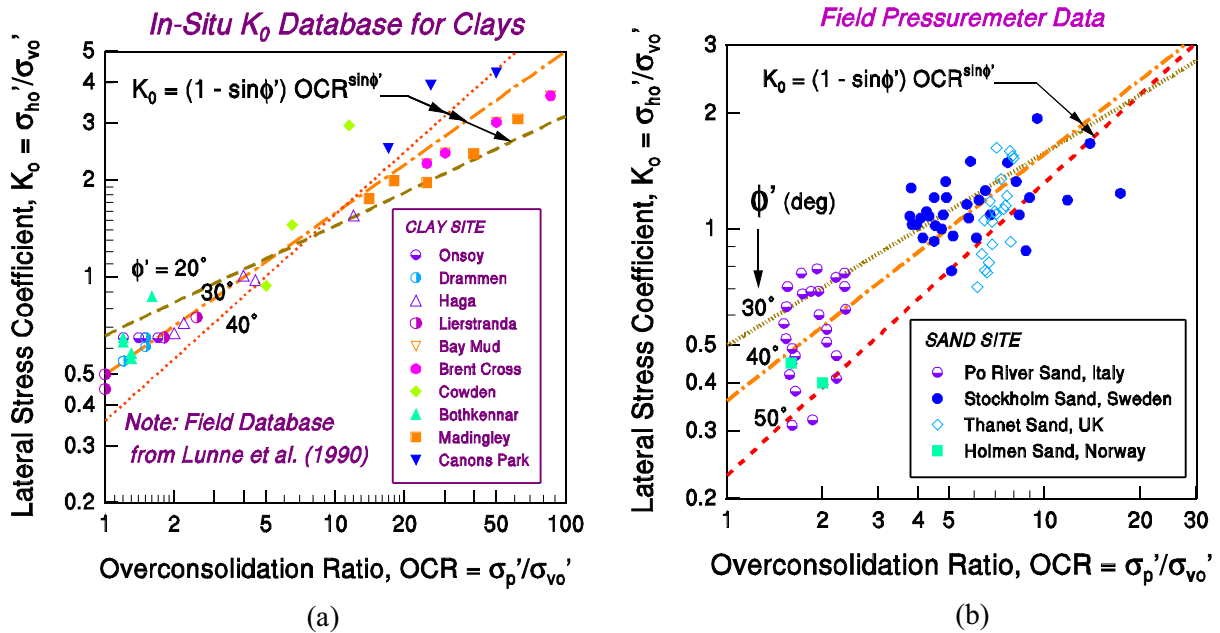 In-Situ K₀ Database for Clays
Lateral Stress Coefficient, K₀ = σₕₒ'/σᵥₒ'
5
4
3
2
1
0.5
0.4
0.3
0.2
K₀ = (1 - sinϕ') OCR^sinϕ'
ϕ' = 20°
30°
40°
CLAY SITE
Onsoy
Drammen
Haga
Lierstranda
Bay Mud
Brent Cross
Cowden
Bothkennar
Madingley
Canons Park
Note: Field Database
from Lunne et al. (1990)
1 2 5 10 20 50 100
Overconsolidation Ratio, OCR = σₚ'/σᵥₒ'
(a)
Field Pressuremeter Data
Lateral Stress Coefficient, K₀ = σₕₒ'/σᵥₒ'
3
2
1
0.5
0.4
0.3
0.2
K₀ = (1 - sinϕ') OCR^sinϕ'
ϕ' (deg)
30°
40°
50°
SAND SITE
Po River Sand, Italy
Stockholm Sand, Sweden
Thanet Sand, UK
Holmen Sand, Norway
1 2 3 4 5 10 20 30
Overconsolidation Ratio, OCR = σₚ'/σᵥₒ'
(b)